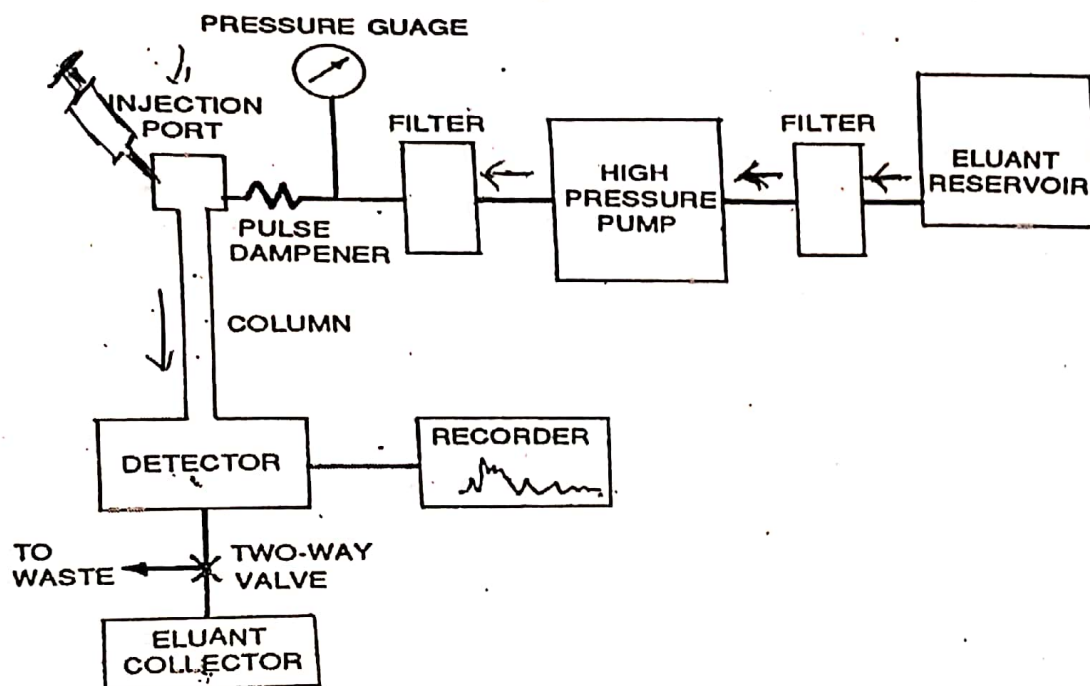 PRESSURE GUAGE
INJECTION
PORT
FILTER
FILTER
HIGH
PRESSURE
PUMP
ELUANT
RESERVOIR
PULSE
DAMPENER
COLUMN
DETECTOR
RECORDER
TO
WASTE
TWO-WAY
VALVE
ELUANT
COLLECTOR